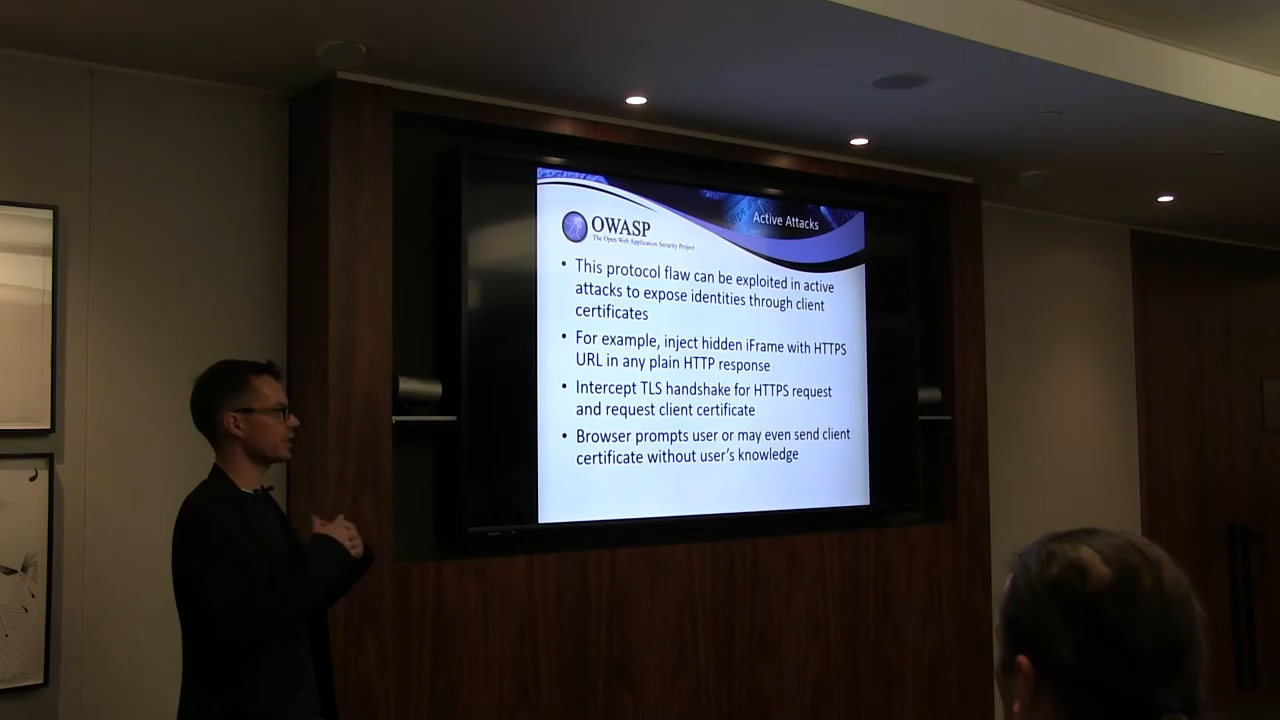 Active Attacks
OWASP
The Open Web Application Security Project
• This protocol flaw can be exploited in active
attacks to expose identities through client
certificates
• For example, inject hidden iFrame with HTTPS
URL in any plain HTTP response
• Intercept TLS handshake for HTTPS request
and request client certificate
• Browser prompts user or may even send client
certificate without user's knowledge